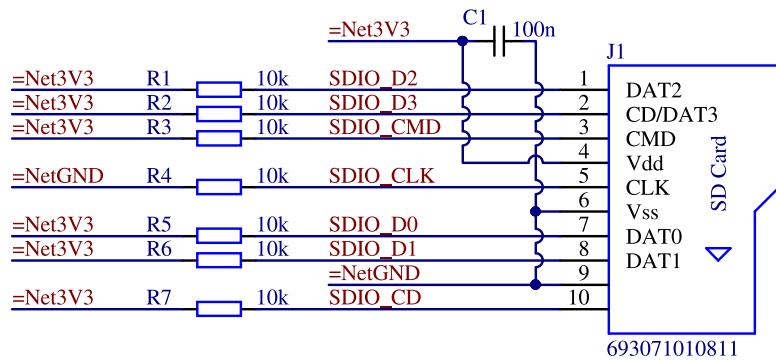 C1
=Net3V3 100n
J1
=Net3V3 R1 10k SDIO_D2 1 DAT2
=Net3V3 R2 10k SDIO_D3 2 CD/DAT3
=Net3V3 R3 10k SDIO_CMD 3 CMD
4 Vdd
=NetGND R4 10k SDIO_CLK 5 CLK
6 Vss
=Net3V3 R5 10k SDIO_D0 7 DAT0
=Net3V3 R6 10k SDIO_D1 8 DAT1
=NetGND 9
=Net3V3 R7 10k SDIO_CD 10
SD Card
693071010811